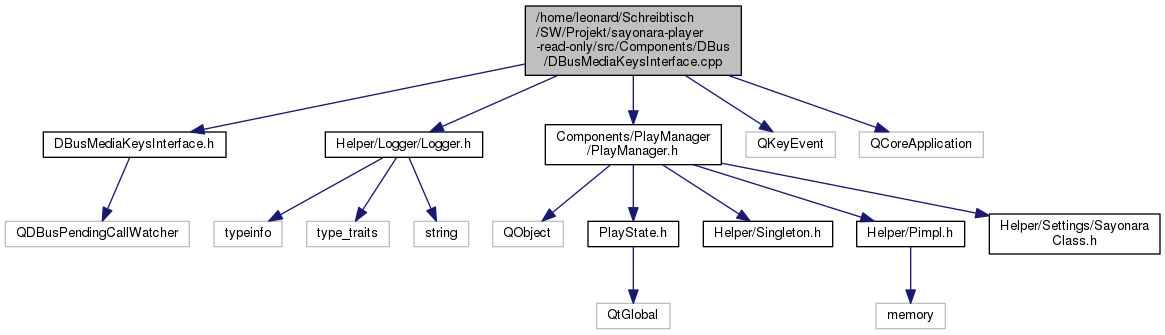 /home/leonard/Schreibtisch
/SW/Projekt/sayonara-player
-read-only/src/Components/DBus
/DBusMediaKeysInterface.cpp
DBusMediaKeysInterface.h
Helper/Logger/Logger.h
Components/PlayManager
/PlayManager.h
QKeyEvent
QCoreApplication
QDBusPendingCallWatcher
typeinfo
type_traits
string
QObject
PlayState.h
Helper/Singleton.h
Helper/Pimpl.h
Helper/Settings/Sayonara
Class.h
QtGlobal
memory